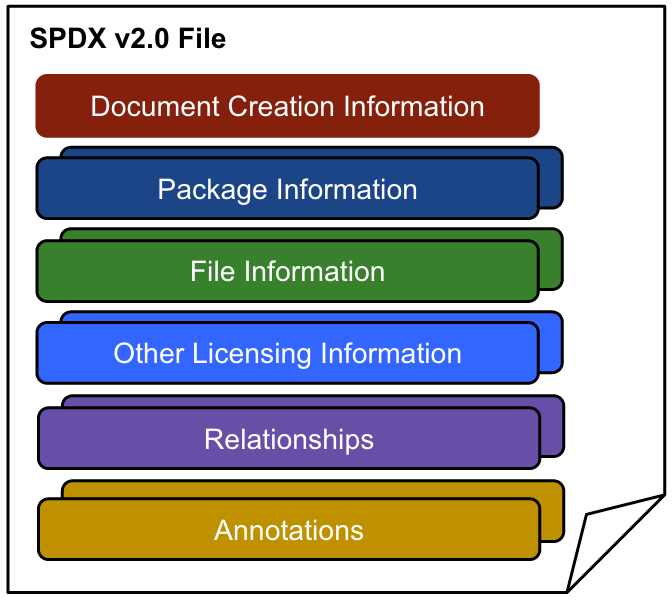 SPDX v2.0 File
Document Creation Information
Package Information
File Information
Other Licensing Information
Relationships
Annotations